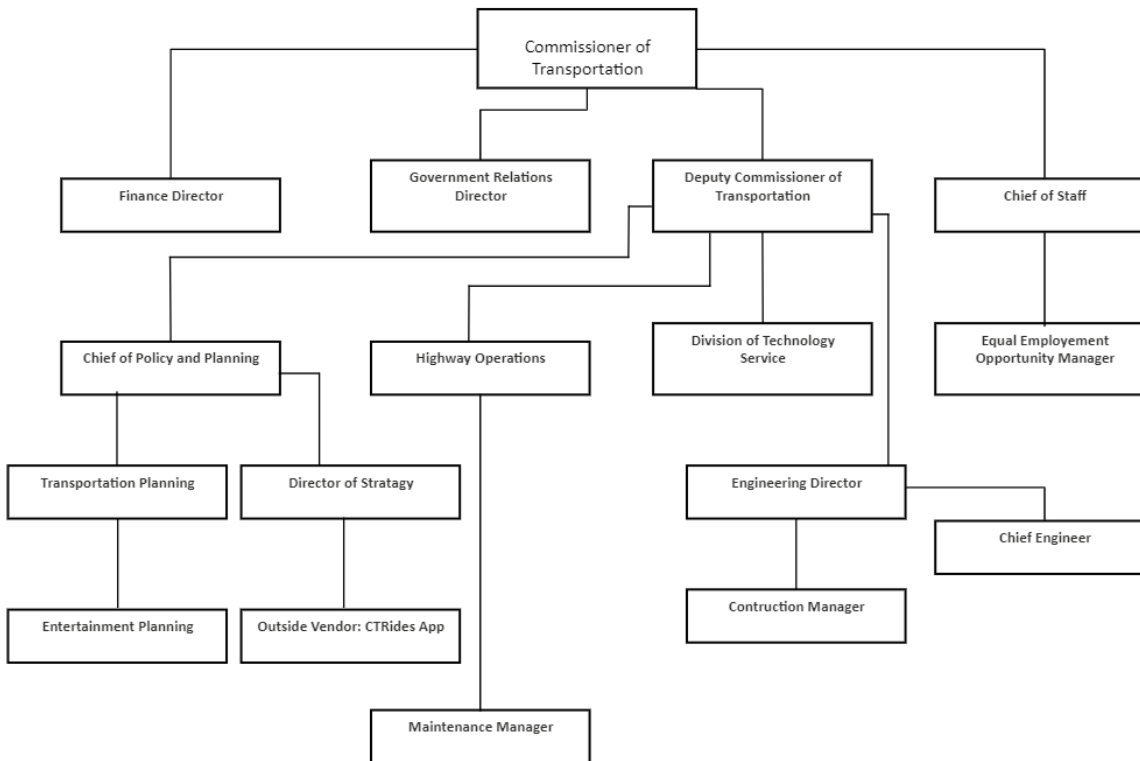 Commissioner of
Transportation
Finance Director
Government Relations
Director
Deputy Commissioner of
Transportation
Chief of Staff
Chief of Policy and Planning
Highway Operations
Division of Technology
Service
Equal Employement
Opportunity Manager
Transportation Planning
Director of Stratagy
Engineering Director
Chief Engineer
Entertainment Planning
Outside Vendor: CTRides App
Contruction Manager
Maintenance Manager